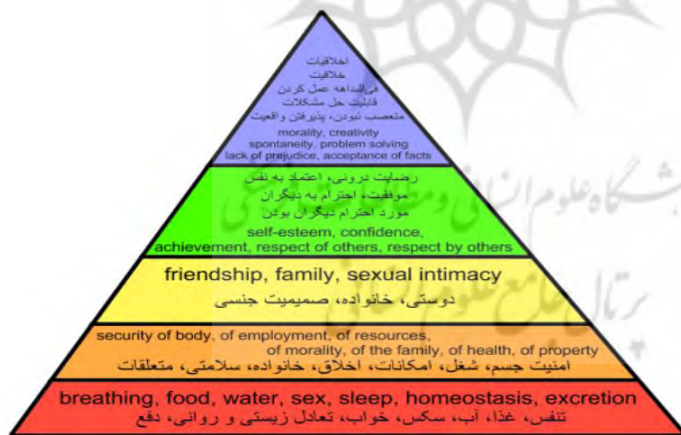 اخلاقیات
خلاقیت
فی‌البداهه عمل کردن
قابلیت حل مشکلات
متعصب نبودن، پذیرفتن واقعیت
morality, creativity
spontaneity, problem solving
lack of prejudice, acceptance of facts
رضایت درونی، اعتماد به نفس
موفقیت، احترام به دیگران
مورد احترام دیگران بودن
self-esteem, confidence,
achievement, respect of others, respect by others
friendship, family, sexual intimacy
دوستی، خانواده، صمیمیت جنسی
security of body, of employment, of resources,
of morality, of the family, of health, of property
امنیت جسم، شغل، امکانات، اخلاق، خانواده، سلامتی، متعلقات
breathing, food, water, sex, sleep, homeostasis, excretion
تنفس، غذا، آب، سکس، خواب، تعادل زیستی و روانی، دفع
پرتال جامع علوم انسانی